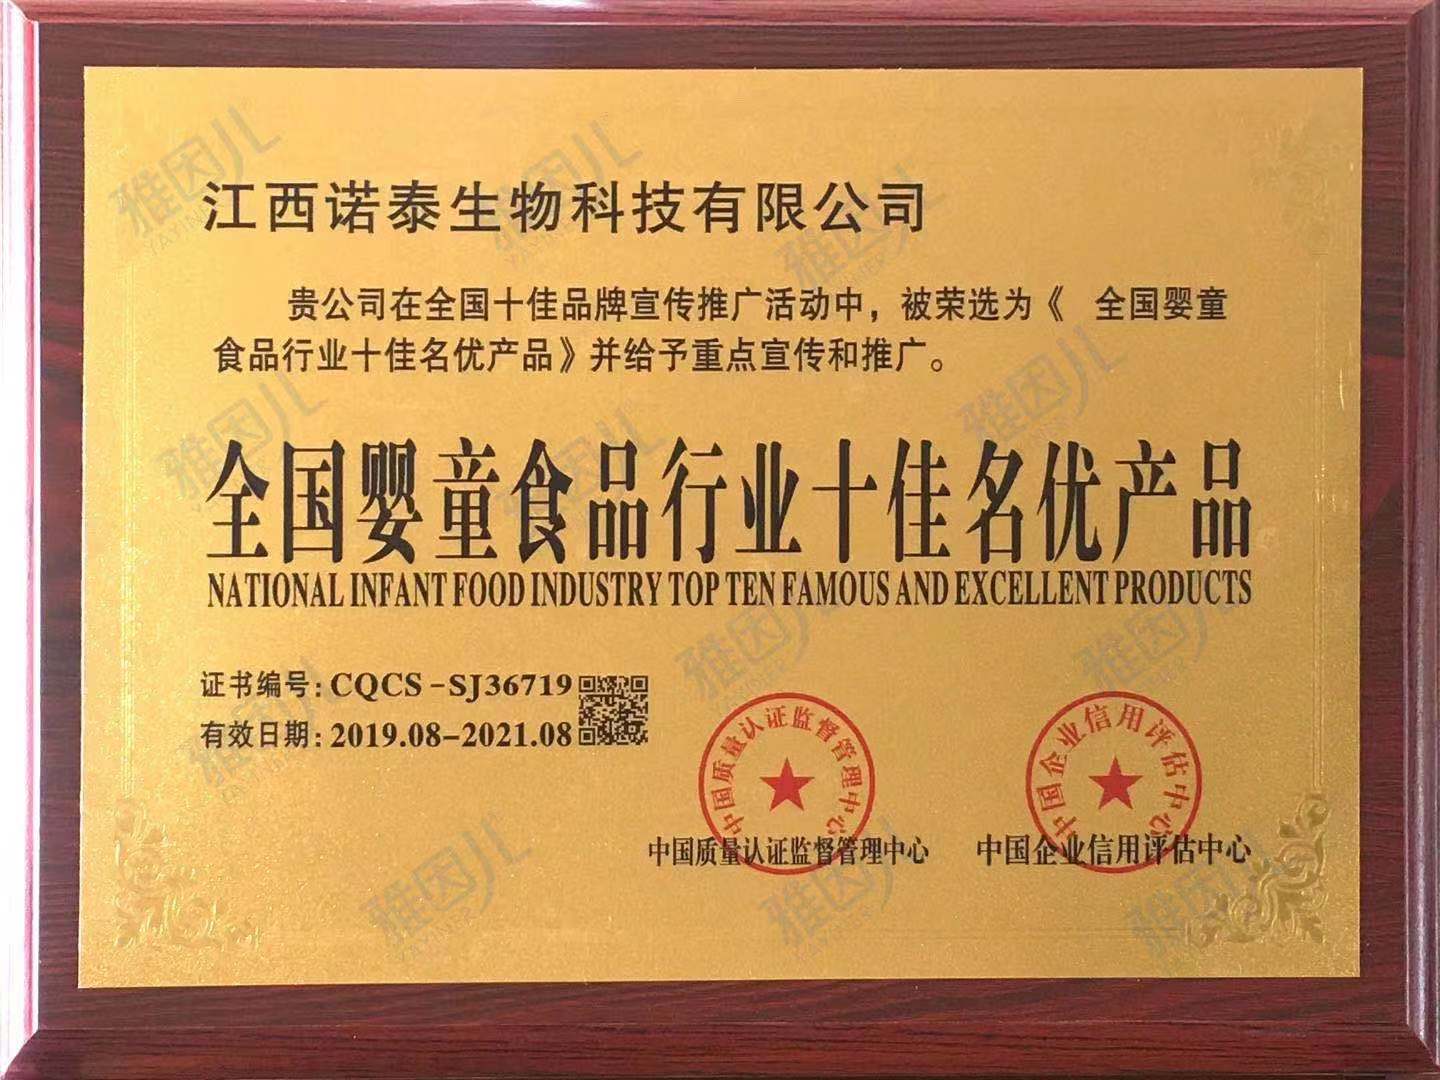 江西诺泰生物科技有限公司
贵公司在全国十佳品牌宣传推广活动中，被荣选为《 全国婴童
食品行业十佳名优产品》并给予重点宣传和推广。
全国婴童食品行业十佳名优产品
NATIONAL INFANT FOOD INDUSTRY TOP TEN FAMOUS AND EXCELLENT PRODUCTS
证书编号：CQCS-SJ36719
有效日期：2019.08-2021.08
中国质量认证监督管理中心
中国企业信用评估中心
中国质量认证监督管理中心
中国企业信用评估中心
雅因儿
YAYINER